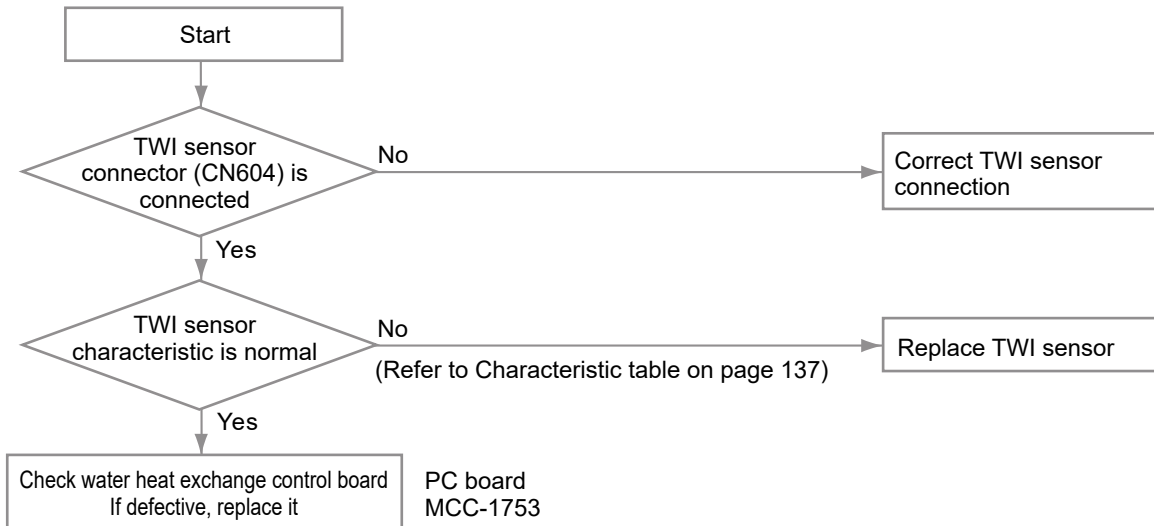 Start
TWI sensor
connector (CN604) is
connected
No
Correct TWI sensor
connection
Yes
TWI sensor
characteristic is normal
No
(Refer to Characteristic table on page 137)
Replace TWI sensor
Yes
Check water heat exchange control board
If defective, replace it
PC board
MCC-1753